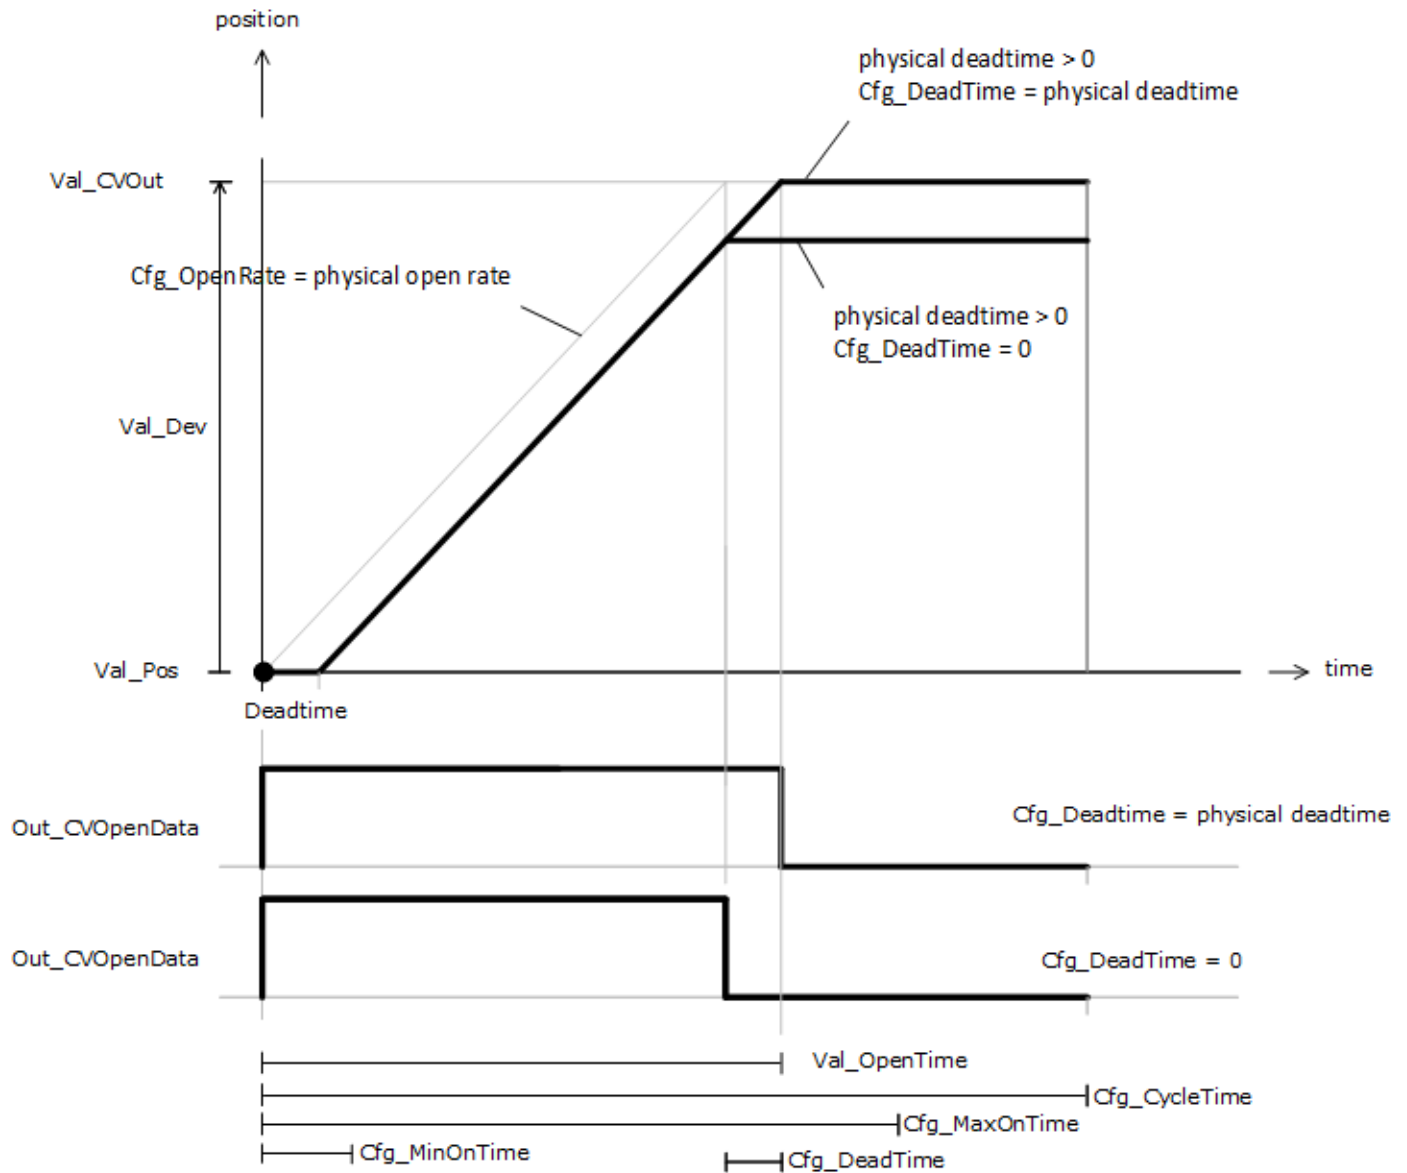 position
physical deadtime > 0
Cfg_DeadTime = physical deadtime
Val_CVOut
Cfg_OpenRate = physical open rate
physical deadtime > 0
Cfg_DeadTime = 0
Val_Dev
Val_Pos
time
Deadtime
Out_CVOpenData
Cfg_Deadtime = physical deadtime
Out_CVOpenData
Cfg_DeadTime = 0
Val_OpenTime
Cfg_CycleTime
Cfg_MaxOnTime
Cfg_MinOnTime
Cfg_DeadTime